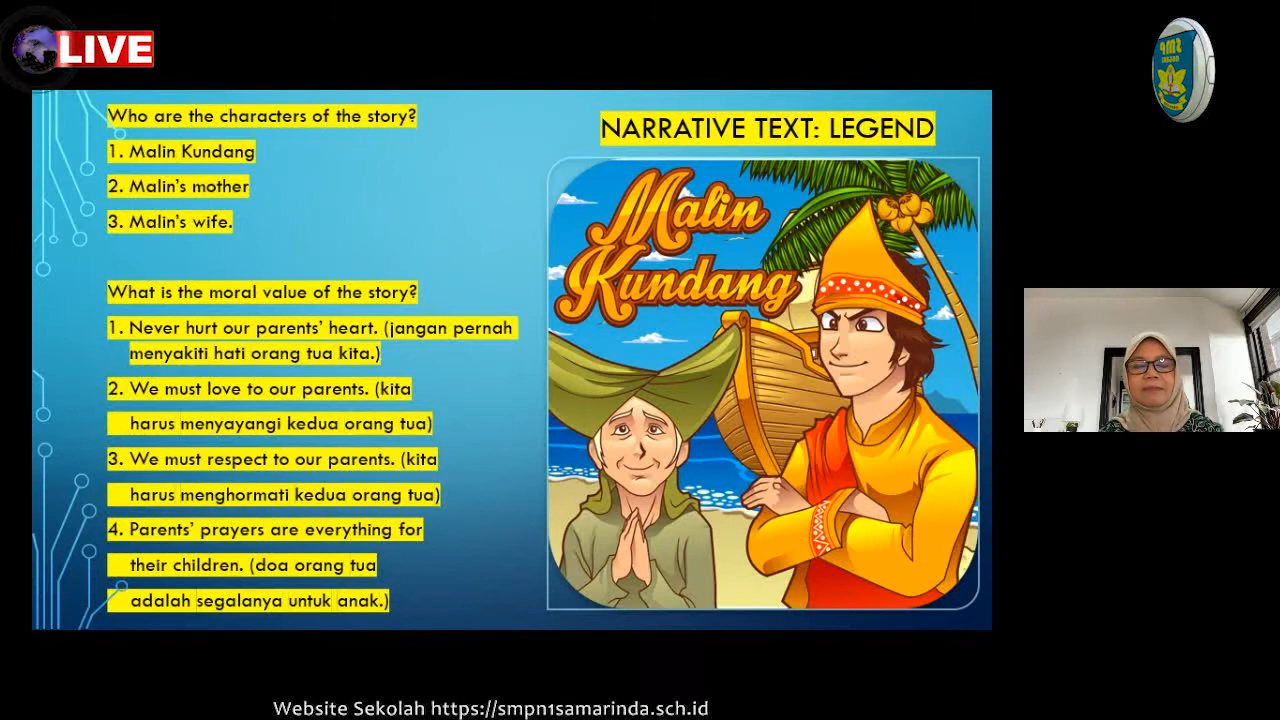 LIVE
Who are the characters of the story?
1. Malin Kundang
2. Malin's mother
3. Malin's wife.
What is the moral value of the story?
1. Never hurt our parents' heart. (jangan pernah
menyakiti hati orang tua kita.)
2. We must love to our parents. (kita
harus menyayangi kedua orang tua)
3. We must respect to our parents. (kita
harus menghormati kedua orang tua)
4. Parents' prayers are everything for
their children. (doa orang tua
adalah segalanya untuk anak.)
NARRATIVE TEXT: LEGEND
Malin
Kundang
SMP
Website Sekolah https://smpn1samarinda.sch.id